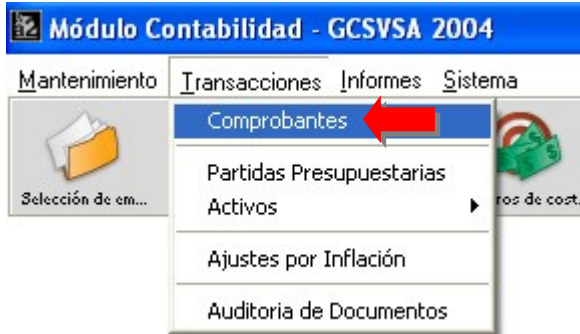 Módulo Contabilidad - GCSVSA 2004
Mantenimiento Transacciones Informes Sistema
Comprobantes
Partidas Presupuestarias
Selección de em... Activos ros de cost.
Ajustes por Inflación
Auditoria de Documentos